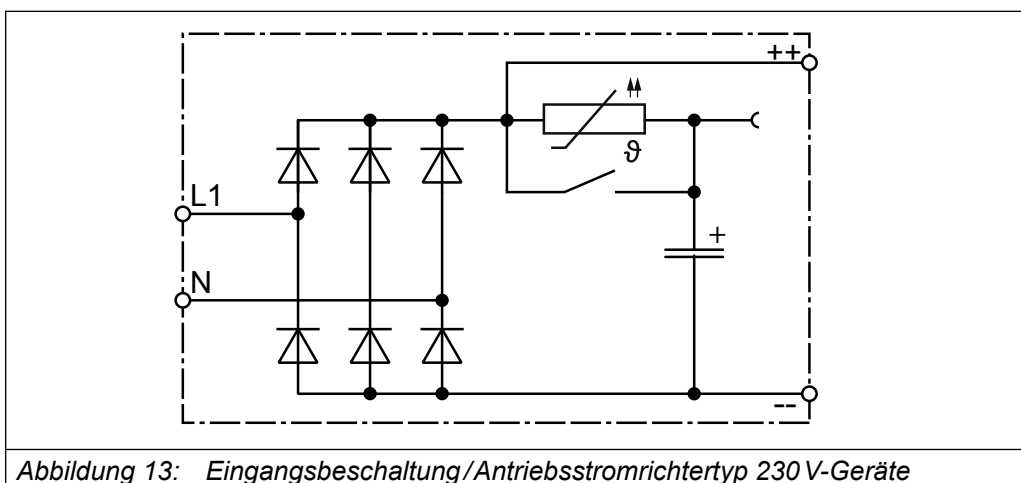 ++
ϑ
L1
+
N
--
Abbildung 13: Eingangsbeschaltung/Antriebsstromrichtertyp 230 V-Geräte